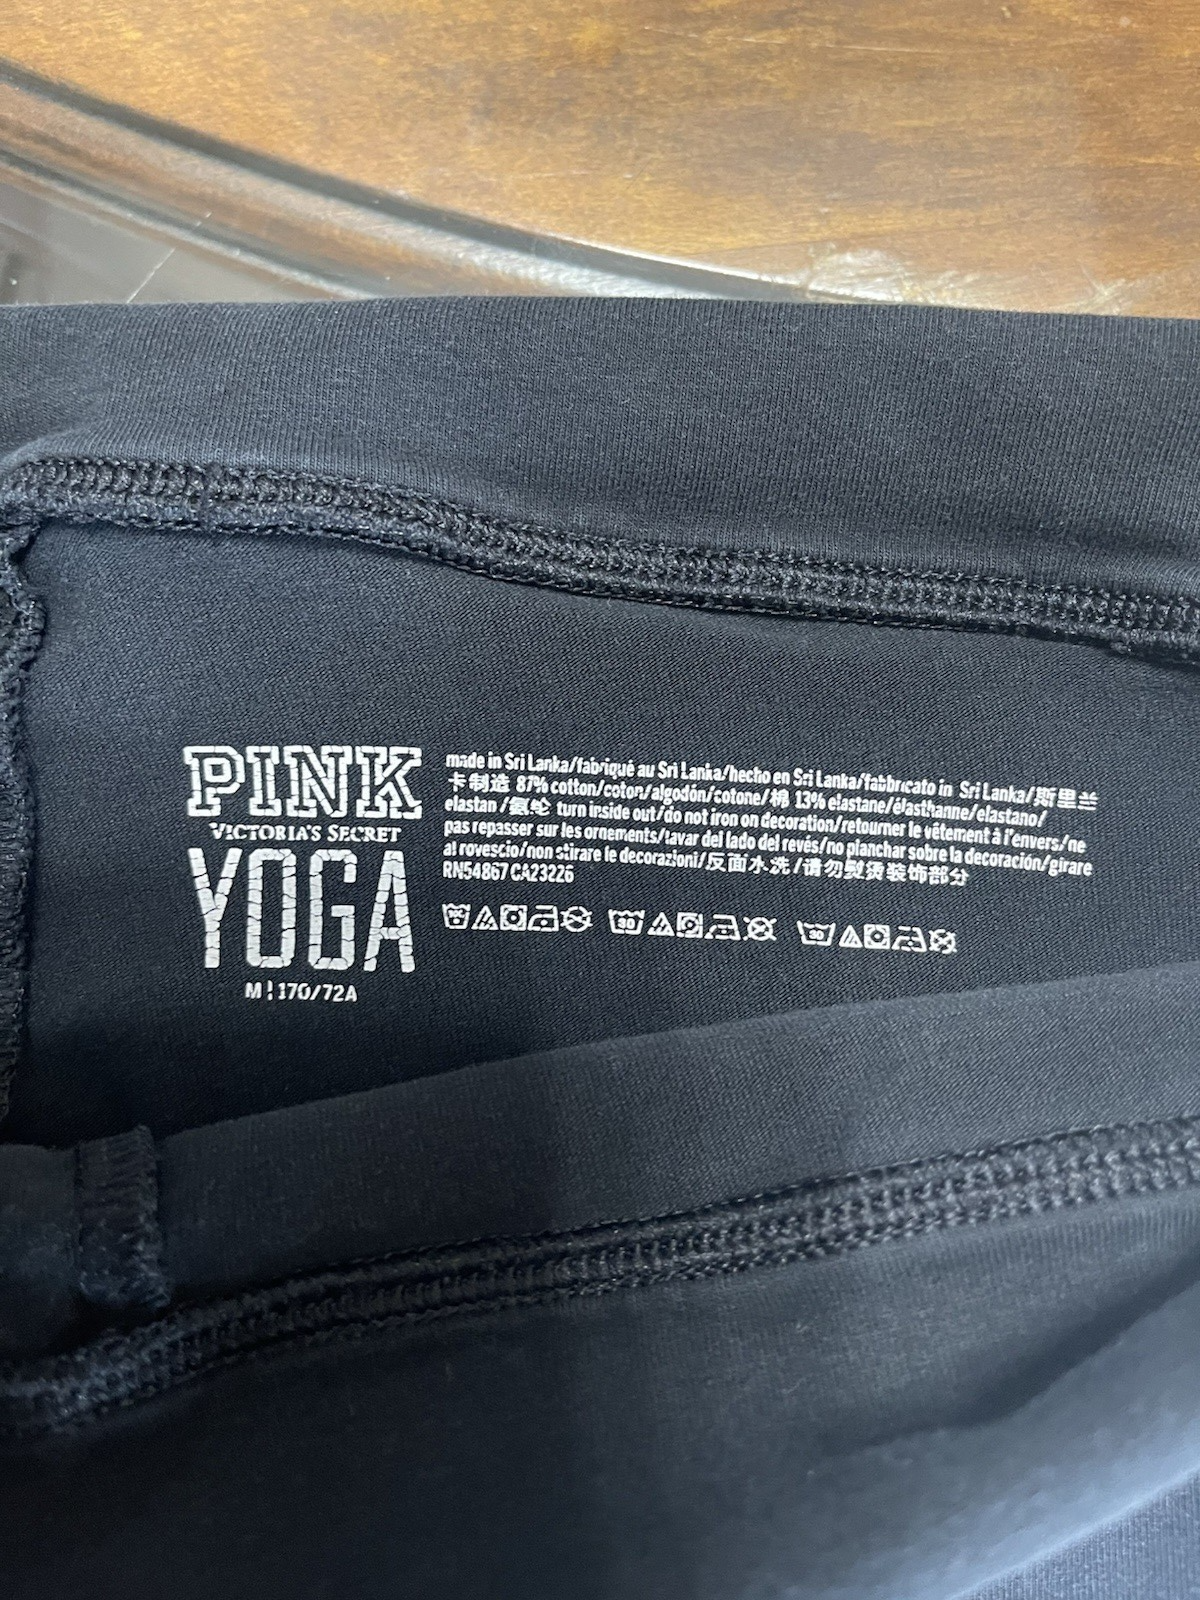 PINK
VICTORIA'S SECRET
YOGA
M | 170/72A
made in Sri Lanka/fabriqué au Sri Lanka/hecho en Sri Lanka/fabbricato in Sri Lanka/斯里兰
卡制造 87% cotton/coton/algodón/cotone/棉 13% elastane/élasthanne/elastano/
elastan/氨纶 turn inside out/do not iron on decoration/retourner le vêtement à l'envers/ne
pas repasser sur les ornements/lavar del lado del revés/no planchar sobre la decoración/girare
al rovescio/non stirare le decorazioni/反面水洗/请勿熨烫装饰部分
RN54867 CA23226
30 30